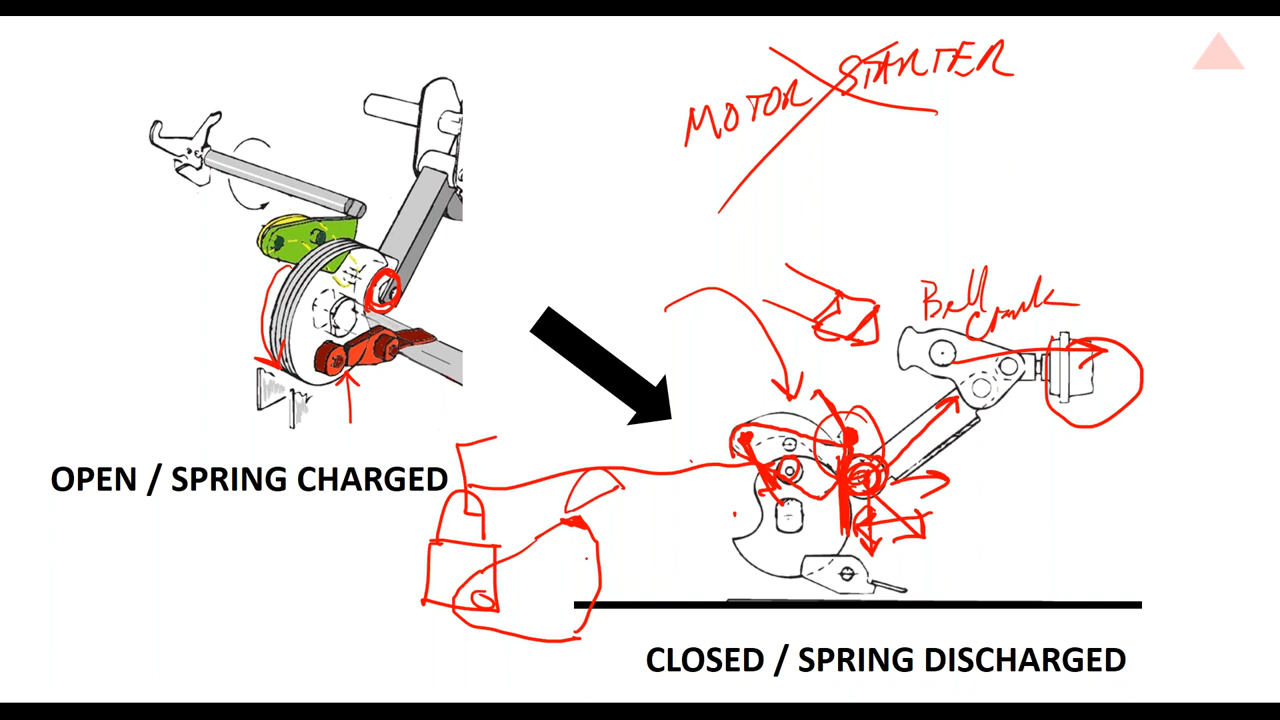 MOTOR STARTER
Bell
Crank
OPEN / SPRING CHARGED
CLOSED / SPRING DISCHARGED